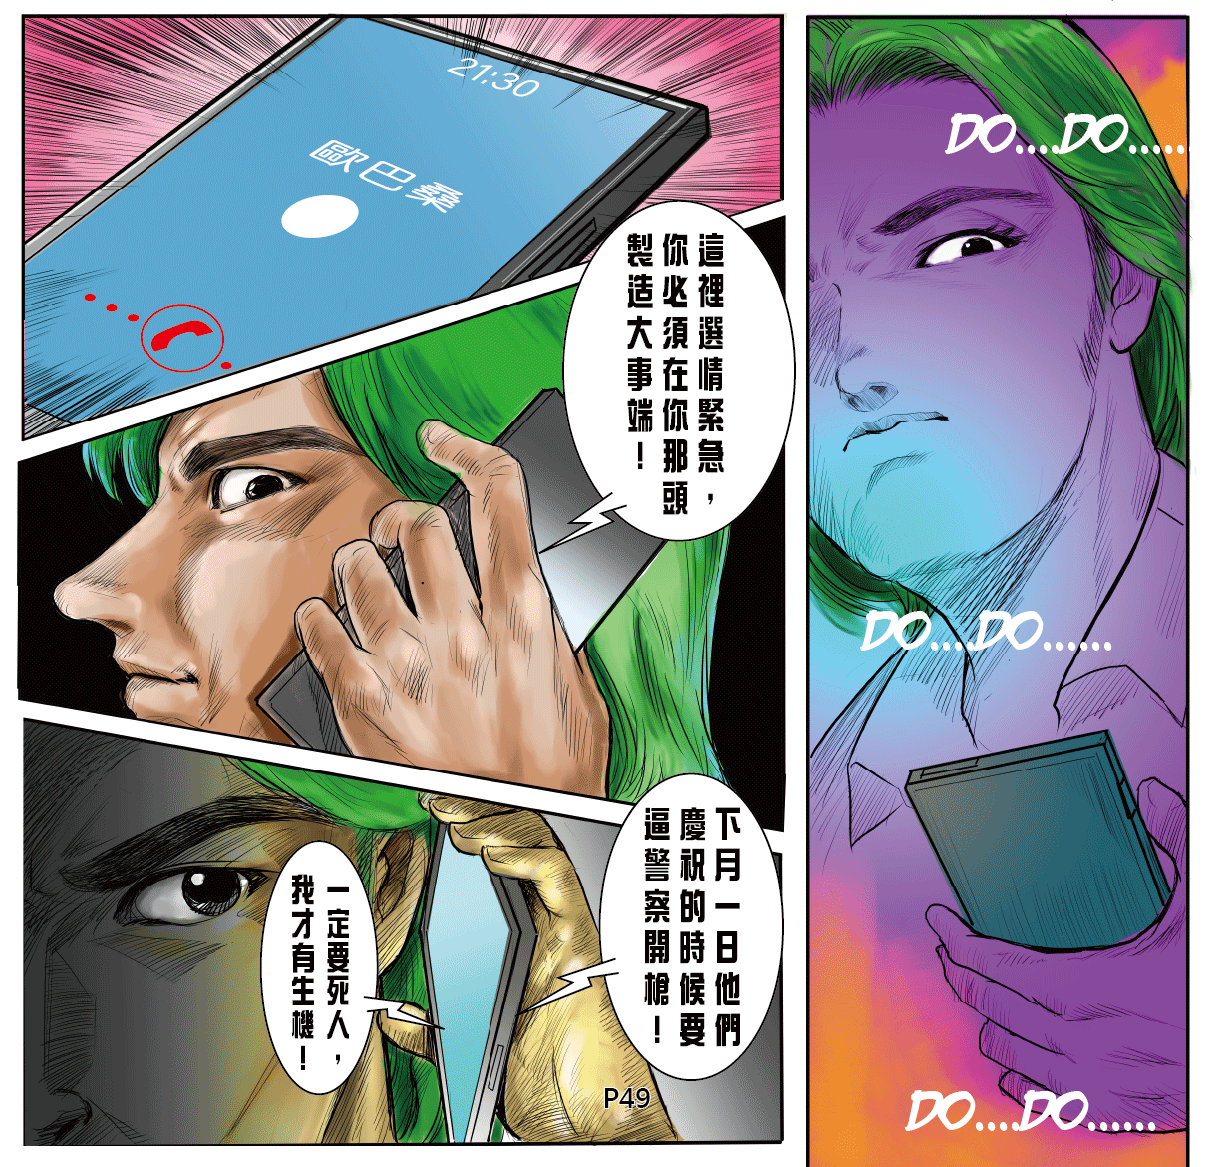 21:30
歐巴桑
這裡選情緊急，
你必須在你那頭
製造大事端！
下月一日他們
慶祝的時候要
逼警察開槍！
一定要死人，
我才有生機！
P49
DO....DO......
DO....DO......
DO....DO......